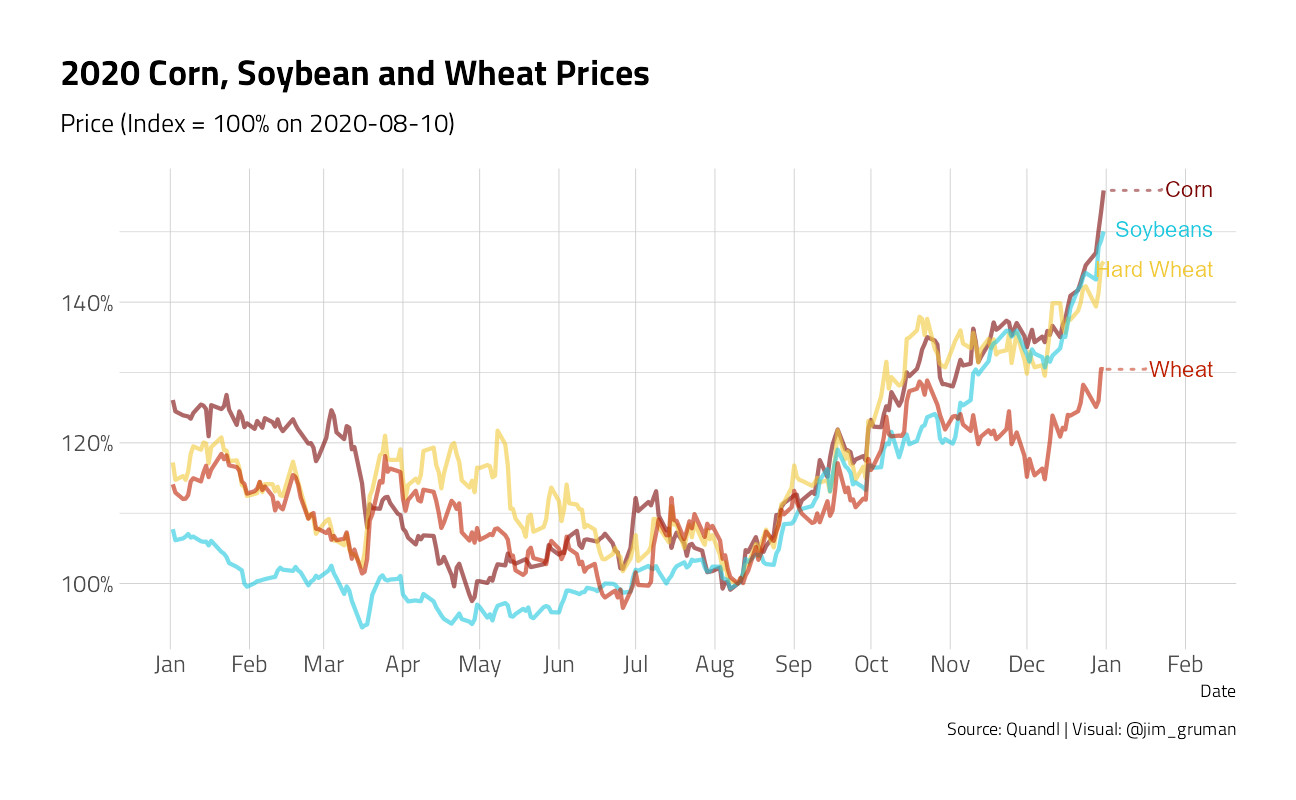 2020 Corn, Soybean and Wheat Prices
Price (Index = 100% on 2020-08-10)
Corn
Soybeans
Hard Wheat
140%
Wheat
120%
100%
Jan Feb Mar Apr May Jun Jul Aug Sep Oct Nov Dec Jan Feb
Date
Source: Quandl | Visual: @jim_gruman